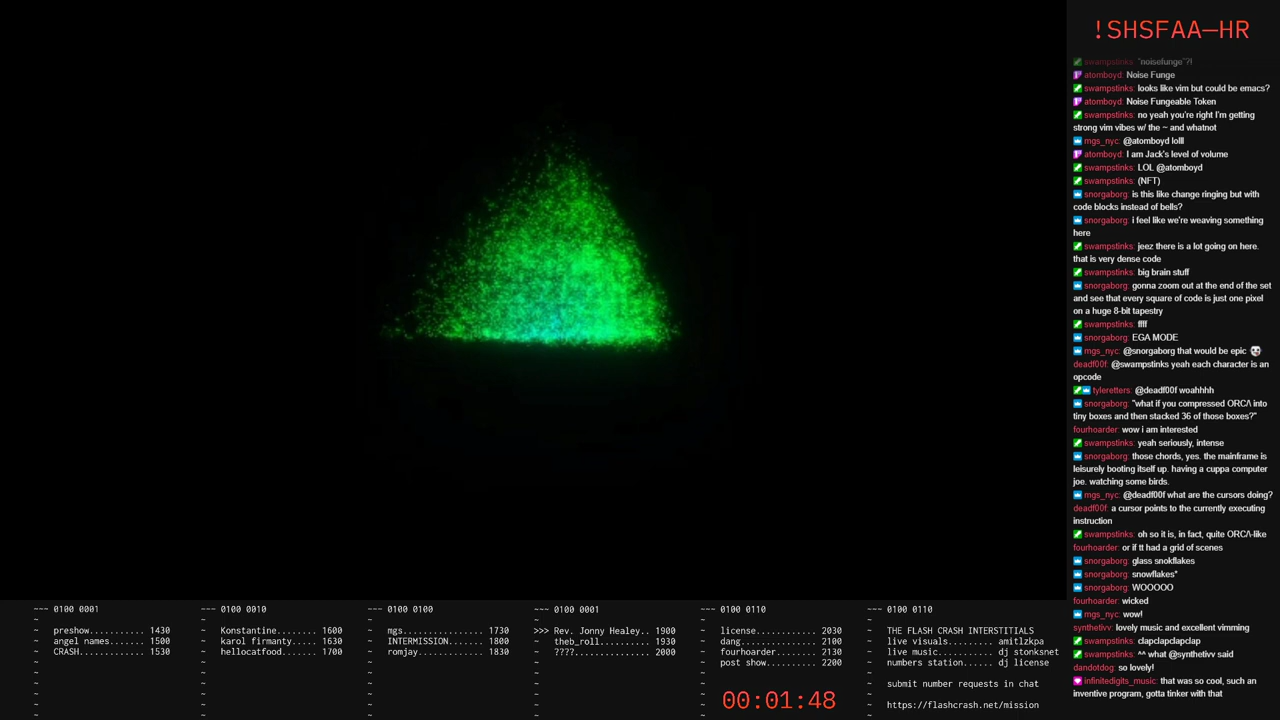 !SHSFAA—HR
swampstinks: "noisefunge"?!
atomboyd: Noise Funge
swampstinks: looks like vim but could be emacs?
atomboyd: Noise Fungeable Token
swampstinks: no yeah you're right I'm getting
strong vim vibes w/ the ~ and whatnot
mgs_nyc: @atomboyd lolll
atomboyd: I am Jack's level of volume
swampstinks: LOL @atomboyd
swampstinks: (NFT)
snorgaborg: is this like change ringing but with
code blocks instead of bells?
snorgaborg: i feel like we're weaving something
here
swampstinks: jeez there is a lot going on here.
that is very dense code
swampstinks: big brain stuff
snorgaborg: gonna zoom out at the end of the set
and see that every square of code is just one pixel
on a huge 8-bit tapestry
swampstinks: ffff
snorgaborg: EGA MODE
mgs_nyc: @snorgaborg that would be epic
deadf00f: @swampstinks yeah each character is an
opcode
tyleretters: @deadf00f woahhhh
snorgaborg: "what if you compressed ORC/\ into
tiny boxes and then stacked 36 of those boxes?"
fourhoarder: wow i am interested
swampstinks: yeah seriously, intense
snorgaborg: those chords, yes. the mainframe is
leisurely booting itself up. having a cuppa computer
joe. watching some birds.
mgs_nyc: @deadf00f what are the cursors doing?
deadf00f: a cursor points to the currently executing
instruction
swampstinks: oh so it is, in fact, quite ORC/\-like
fourhoarder: or if tt had a grid of scenes
snorgaborg: glass snokflakes
snorgaborg: snowflakes*
snorgaborg: WOOOOO
fourhoarder: wicked
mgs_nyc: wow!
synthetivv: lovely music and excellent vimming
swampstinks: clapclapclapclap
swampstinks: ^^ what @synthetivv said
dandotdog: so lovely!
infinitedigits_music: that was so cool, such an
inventive program, gotta tinker with that
~~~ 0100 0001
preshow.......... 1430
angel names...... 1500
CRASH............ 1530
~~~ 0100 0010
Konstantine...... 1600
karol firmanty... 1630
hellocatfood..... 1700
~~~ 0100 0100
mgs.............. 1730
INTERMISSION..... 1800
romjay........... 1830
~~~ 0100 0001
>>> Rev. Jonny Healey.. 1900
theb_roll........ 1930
????............. 2000
~~~ 0100 0110
license.......... 2030
dang............. 2100
fourhoarder...... 2130
post show........ 2200
00:01:48
~~~ 0100 0110
THE FLASH CRASH INTERSTITIALS
live visuals........ amitlzkpa
live music...... dj stonksnet
numbers station...... dj license
submit number requests in chat
https://flashcrash.net/mission